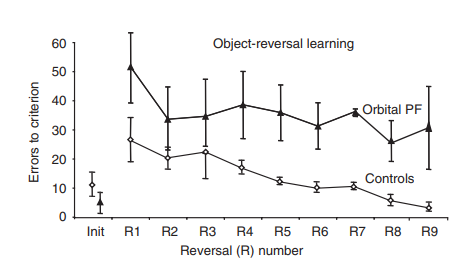 Object-reversal learning
Errors to criterion
60
50
40
30
20
10
0
Orbital PF
Controls
Init R1 R2 R3 R4 R5 R6 R7 R8 R9
Reversal (R) number